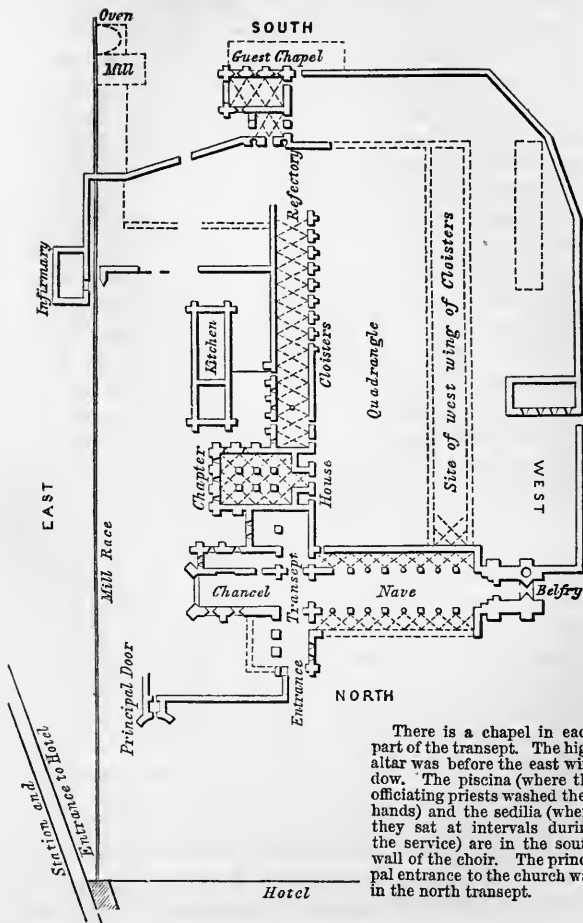 Oven
SOUTH
Guest Chapel
Mill
Refectory
Infirmary
Kitchen
Cloisters
Quadrangle
Site of west wing of Cloisters
WEST
EAST
Mill Race
Chapter
House
Chancel
Transept
Nave
Belfry
Principal Door
Entrance
NORTH
Station and
Entrance to Hotel
Hotel
There is a chapel in eac
part of the transept. The hig
altar was before the east win
dow. The piscina (where th
officiating priests washed the
hands) and the sedilia (wher
they sat at intervals durin
the service) are in the sout
wall of the choir. The princ
pal entrance to the church wa
in the north transept.